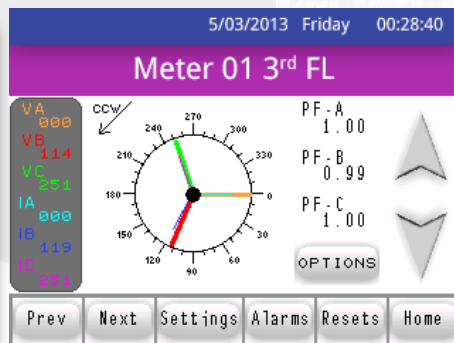 5/03/2013 Friday 00:28:40
Meter 01 3rd FL
VA
000
VB
114
VC
251
IA
000
IB
119
IC
251
CCW
270
240
300
210
330
180
0
150
30
120
60
90
PF-A
1.00
PF-B
0.99
PF-C
1.00
OPTIONS
Prev Next Settings Alarms Resets Home